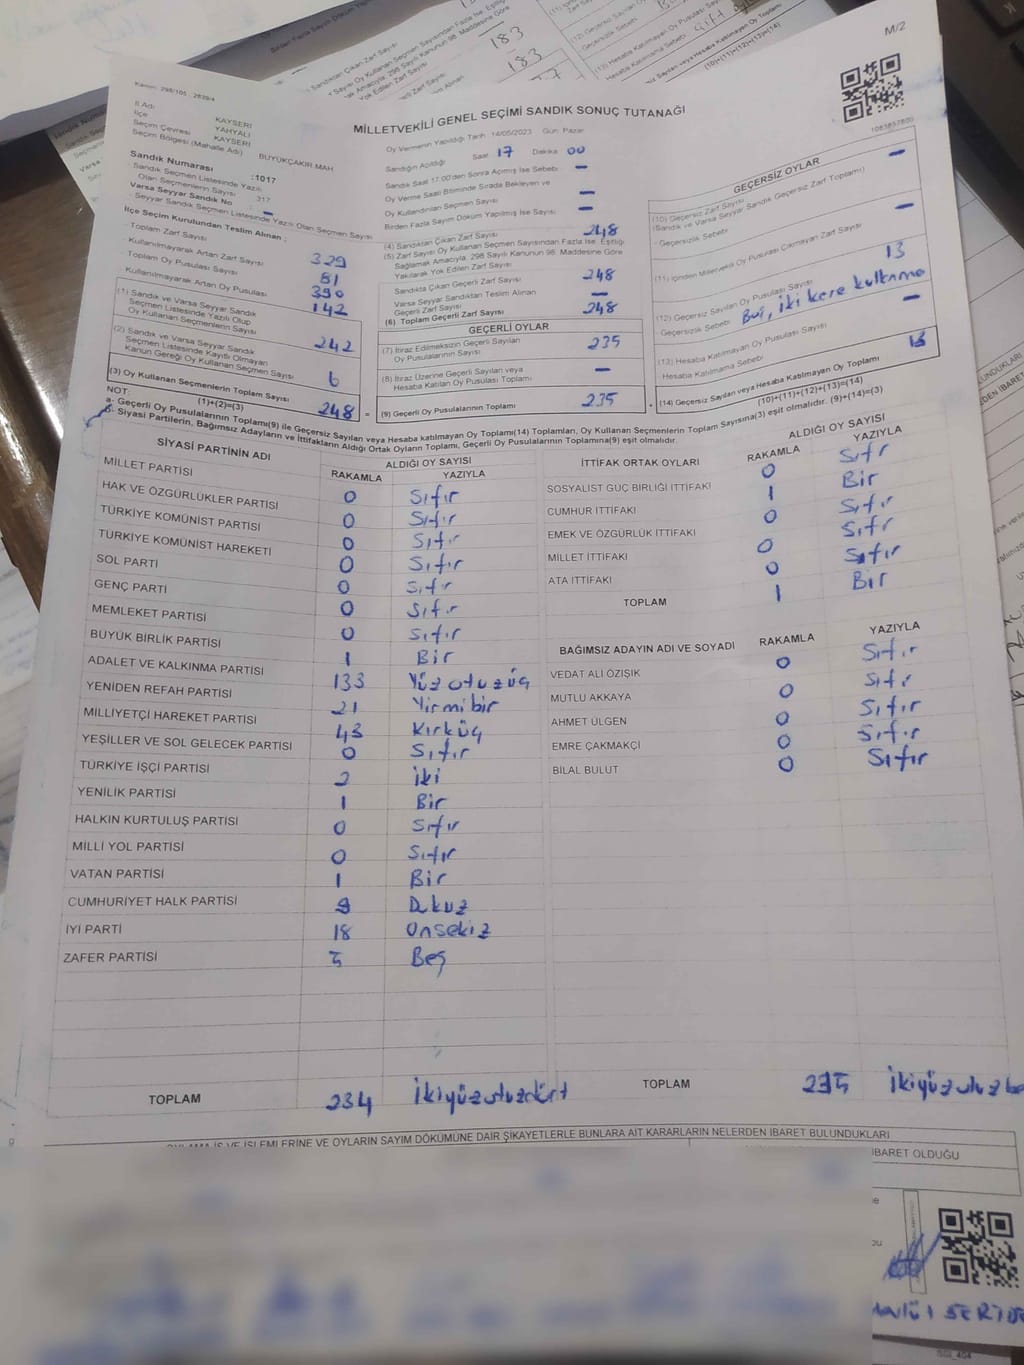 M/2
Kanun: 298/105 - 2839/4
MİLLETVEKİLİ GENEL SEÇİMİ SANDIK SONUÇ TUTANAĞI
İl Adı KAYSERİ
İlçe YAHYALI
Seçim Çevresi KAYSERİ
Seçim Bölgesi (Mahalle Adı) BÜYÜKÇAKIR MAH.
Sandık Numarası :1017
- Sandık Seçmen Listesinde Yazılı
Olan Seçmenlerin Sayısı 317
Varsa Seyyar Sandık No : -
- Seyyar Sandık Seçmen Listesinde Yazılı Olan Seçmen Sayısı
İlçe Seçim Kurulundan Teslim Alınan ;
- Toplam Zarf Sayısı 329
Kullanılmayarak Artan Zarf Sayısı 81
Toplam Oy Pusulası Sayısı 390
Kullanılmayarak Artan Oy Pusulası 142
(1) Sandık ve Varsa Seyyar Sandık
Seçmen Listesinde Yazılı Olup
Oy Kullanan Seçmenlerin Sayısı 242
(2) Sandık ve Varsa Seyyar Sandık
Seçmen Listesinde Kayıtlı Olmayan
Kanun Gereği Oy Kullanan Seçmen Sayısı 6
(3) Oy Kullanan Seçmenlerin Toplam Sayısı
(1)+(2)=(3) 248 =
Oy Vermenin Yapıldığı Tarih 14/05/2023 Gün Pazar
Sandığın Açıldığı Saat 17 Dakika 00
Sandık Saat 17:00'den Sonra Açılmış İse Sebebi: -
Oy Verme Saati Bitiminde Sırada Bekleyen ve
Oy Kullandırılan Seçmen Sayısı -
Birden Fazla Sayım Döküm Yapılmış İse Sayısı -
(4) Sandıktan Çıkan Zarf Sayısı 248
(5) Zarf Sayısı Oy Kullanan Seçmen Sayısından Fazla İse, Eşitliği
Sağlamak Amacıyla, 298 Sayılı Kanunun 98. Maddesine Göre
Yakılarak Yok Edilen Zarf Sayısı
Sandıkta Çıkan Geçerli Zarf Sayısı 248
Varsa Seyyar Sandıktan Teslim Alınan
Geçerli Zarf Sayısı -
(6) Toplam Geçerli Zarf Sayısı 248
GEÇERLİ OYLAR
(7) İtiraz Edilmeksizin Geçerli Sayılan
Oy Pusulalarının Sayısı 235
(8) İtiraz Üzerine Geçerli Sayılan veya
Hesaba Katılan Oy Pusulası Toplamı -
(9) Geçerli Oy Pusulalarının Toplamı 235 +
1083857800
GEÇERSİZ OYLAR
(10) Geçersiz Zarf Sayısı -
(Sandık ve Varsa Seyyar Sandık Geçersiz Zarf Toplamı)
- Geçersizlik Sebebi:
(11) İçinden Milletvekili Oy Pusulası Çıkmayan Zarf Sayısı -
(12) Geçersiz Sayılan Oy Pusulası Sayısı 13
- Geçersizlik Sebebi: Boş, iki kere kullanma
(13) Hesaba Katılmayan Oy Pusulası Sayısı -
- Hesaba Katılmama Sebebi:
(14) Geçersiz Sayılan veya Hesaba Katılmayan Oy Toplamı 13
(10)+(11)+(12)+(13)=(14)
NOT:
a- Geçerli Oy Pusulalarının Toplamı(9) ile Geçersiz Sayılan veya Hesaba katılmayan Oy Toplamı(14) Toplamları, Oy Kullanan Seçmenlerin Toplam Sayısına(3) eşit olmalıdır. (9)+(14)=(3)
b- Siyasi Partilerin, Bağımsız Adayların ve İttifakların Aldığı Ortak Oyların Toplamı, Geçerli Oy Pusulalarının Toplamına(9) eşit olmalıdır.
SİYASİ PARTİNİN ADI ALDIĞI OY SAYISI
RAKAMLA YAZIYLA
MİLLET PARTİSİ 0 Sıfır
HAK VE ÖZGÜRLÜKLER PARTİSİ 0 Sıfır
TÜRKİYE KOMÜNİST PARTİSİ 0 Sıfır
TÜRKİYE KOMÜNİST HAREKETİ 0 Sıfır
SOL PARTİ 0 Sıfır
GENÇ PARTİ 0 Sıfır
MEMLEKET PARTİSİ 0 Sıfır
BÜYÜK BİRLİK PARTİSİ 1 Bir
ADALET VE KALKINMA PARTİSİ 133 Yüzotuzüç
YENİDEN REFAH PARTİSİ 21 Yirmibir
MİLLİYETÇİ HAREKET PARTİSİ 43 Kırküç
YEŞİLLER VE SOL GELECEK PARTİSİ 0 Sıfır
TÜRKİYE İŞÇİ PARTİSİ 2 iki
YENİLİK PARTİSİ 1 Bir
HALKIN KURTULUŞ PARTİSİ 0 Sıfır
MİLLİ YOL PARTİSİ 0 Sıfır
VATAN PARTİSİ 1 Bir
CUMHURİYET HALK PARTİSİ 9 Dokuz
İYİ PARTİ 18 Onsekiz
ZAFER PARTİSİ 5 Beş
TOPLAM 234 İkiyüzotuzdört
İTTİFAK ORTAK OYLARI ALDIĞI OY SAYISI
RAKAMLA YAZIYLA
SOSYALİST GÜÇ BİRLİĞİ İTTİFAKI 0 Sıfır
CUMHUR İTTİFAKI 1 Bir
EMEK VE ÖZGÜRLÜK İTTİFAKI 0 Sıfır
MİLLET İTTİFAKI 0 Sıfır
ATA İTTİFAKI 0 Sıfır
TOPLAM 1 Bir
BAĞIMSIZ ADAYIN ADI VE SOYADI RAKAMLA YAZIYLA
VEDAT ALİ ÖZIŞIK 0 Sıfır
MUTLU AKKAYA 0 Sıfır
AHMET ÜLGEN 0 Sıfır
EMRE ÇAKMAKÇİ 0 Sıfır
BİLAL BULUT 0 Sıfır
TOPLAM 235 ikiyüzotuzbe
OYLAMA İŞ VE İŞLEMLERİNE VE OYLARIN SAYIM DÖKÜMÜNE DAİR ŞİKAYETLERLE BUNLARA AİT KARARLARIN NELERDEN İBARET BULUNDUKLARI
İBARET OLDUĞU
183
183